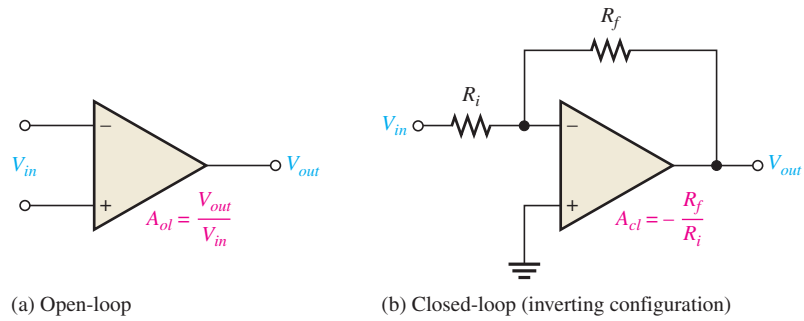 V_in
−
+
V_out
A_ol = V_out / V_in
(a) Open-loop
R_f
R_i
V_in
−
+
V_out
A_cl = − R_f / R_i
(b) Closed-loop (inverting configuration)